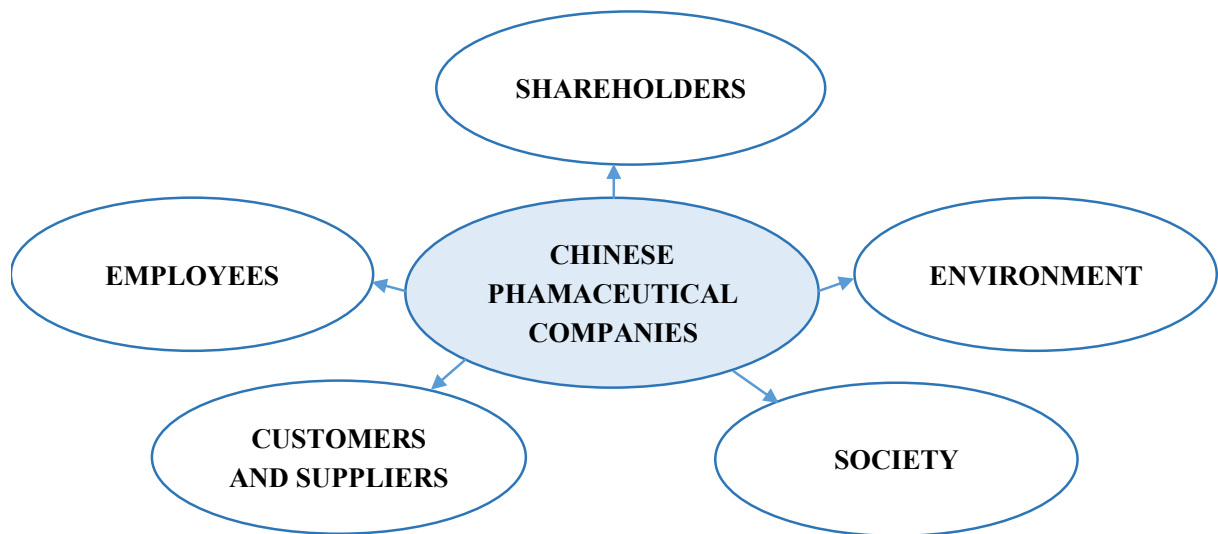 SHAREHOLDERS
EMPLOYEES
CHINESE
PHAMACEUTICAL
COMPANIES
ENVIRONMENT
CUSTOMERS
AND SUPPLIERS
SOCIETY